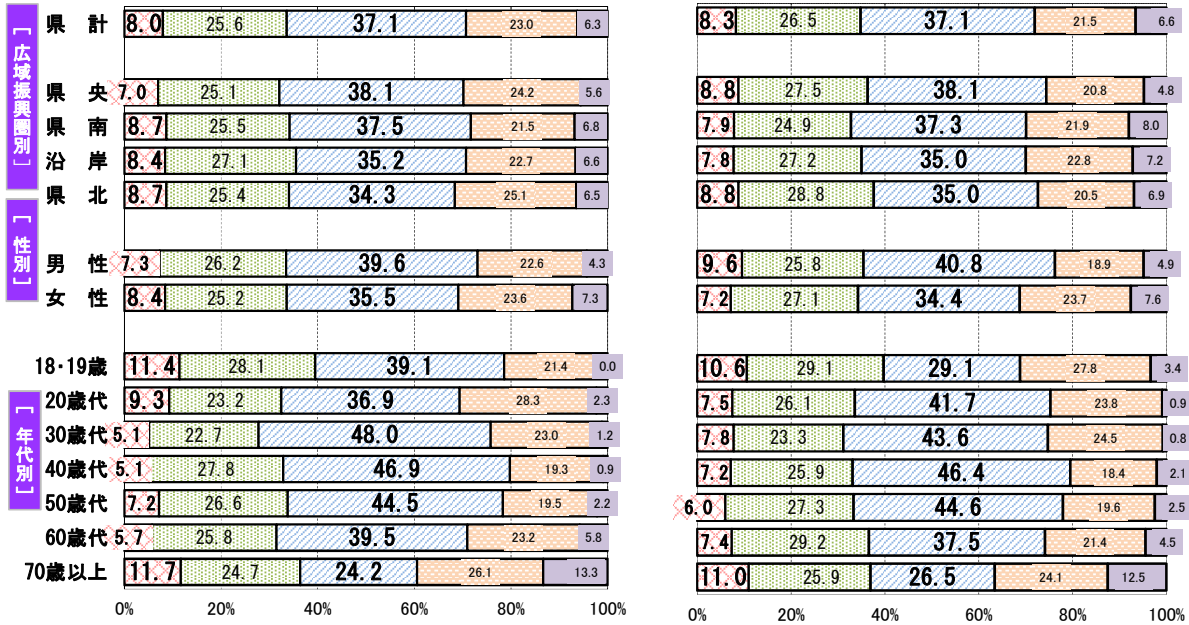 [ 広域振興圏別 ]
県 計 8.0 25.6 37.1 23.0 6.3 8.3 26.5 37.1 21.5 6.6
県 央 7.0 25.1 38.1 24.2 5.6 8.8 27.5 38.1 20.8 4.8
県 南 8.7 25.5 37.5 21.5 6.8 7.9 24.9 37.3 21.9 8.0
沿 岸 8.4 27.1 35.2 22.7 6.6 7.8 27.2 35.0 22.8 7.2
県 北 8.7 25.4 34.3 25.1 6.5 8.8 28.8 35.0 20.5 6.9
[ 性別 ]
男 性 7.3 26.2 39.6 22.6 4.3 9.6 25.8 40.8 18.9 4.9
女 性 8.4 25.2 35.5 23.6 7.3 7.2 27.1 34.4 23.7 7.6
18・19歳 11.4 28.1 39.1 21.4 0.0 10.6 29.1 29.1 27.8 3.4
[ 年代別 ]
20歳代 9.3 23.2 36.9 28.3 2.3 7.5 26.1 41.7 23.8 0.9
30歳代 5.1 22.7 48.0 23.0 1.2 7.8 23.3 43.6 24.5 0.8
40歳代 5.1 27.8 46.9 19.3 0.9 7.2 25.9 46.4 18.4 2.1
50歳代 7.2 26.6 44.5 19.5 2.2 6.0 27.3 44.6 19.6 2.5
60歳代 5.7 25.8 39.5 23.2 5.8 7.4 29.2 37.5 21.4 4.5
70歳以上 11.7 24.7 24.2 26.1 13.3 11.0 25.9 26.5 24.1 12.5
0% 20% 40% 60% 80% 100% 0% 20% 40% 60% 80% 100%